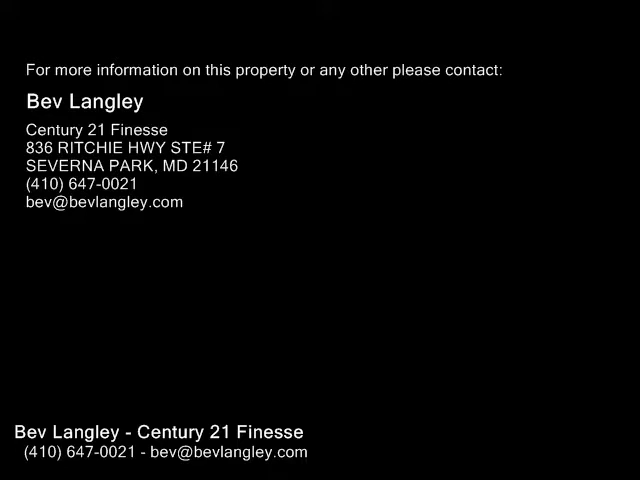 For more information on this property or any other please contact:
Bev Langley
Century 21 Finesse
836 RITCHIE HWY STE# 7
SEVERNA PARK, MD 21146
(410) 647-0021
bev@bevlangley.com
Bev Langley - Century 21 Finesse
(410) 647-0021 - bev@bevlangley.com